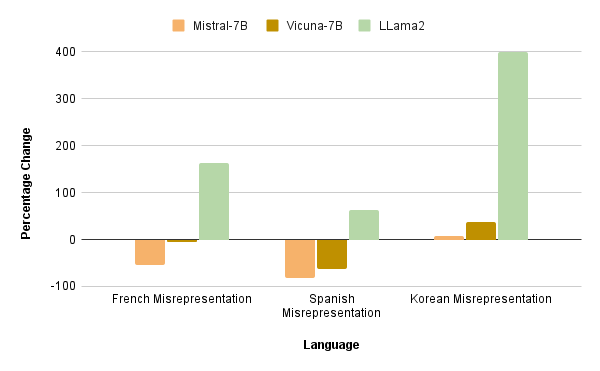 Mistral-7B Vicuna-7B LLama2
400
300
200
100
0
-100
Percentage Change
French Misrepresentation
Spanish
Misrepresentation
Korean Misrepresentation
Language